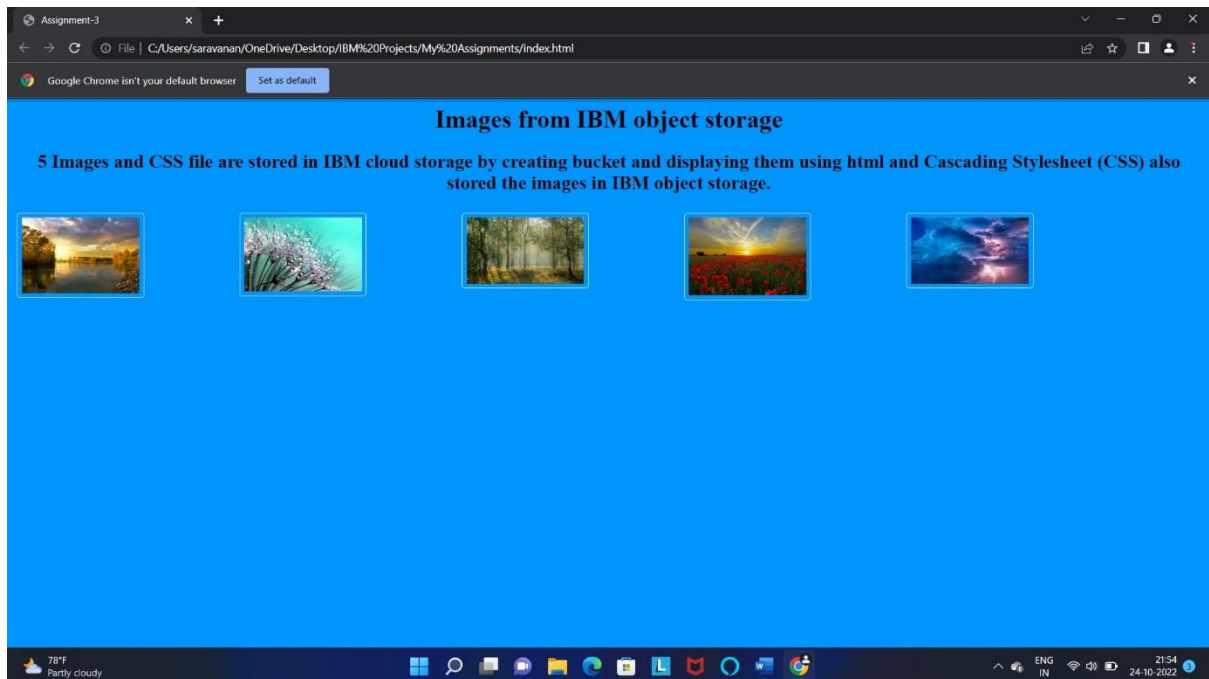 Assignment-3
File | C:/Users/saravanan/OneDrive/Desktop/IBM%20Projects/My%20Assignments/index.html
Google Chrome isn't your default browser Set as default
Images from IBM object storage
5 Images and CSS file are stored in IBM cloud storage by creating bucket and displaying them using html and Cascading Stylesheet (CSS) also
stored the images in IBM object storage.
78°F
Partly cloudy
L
W
ENG
IN
21:54
24-10-2022
3